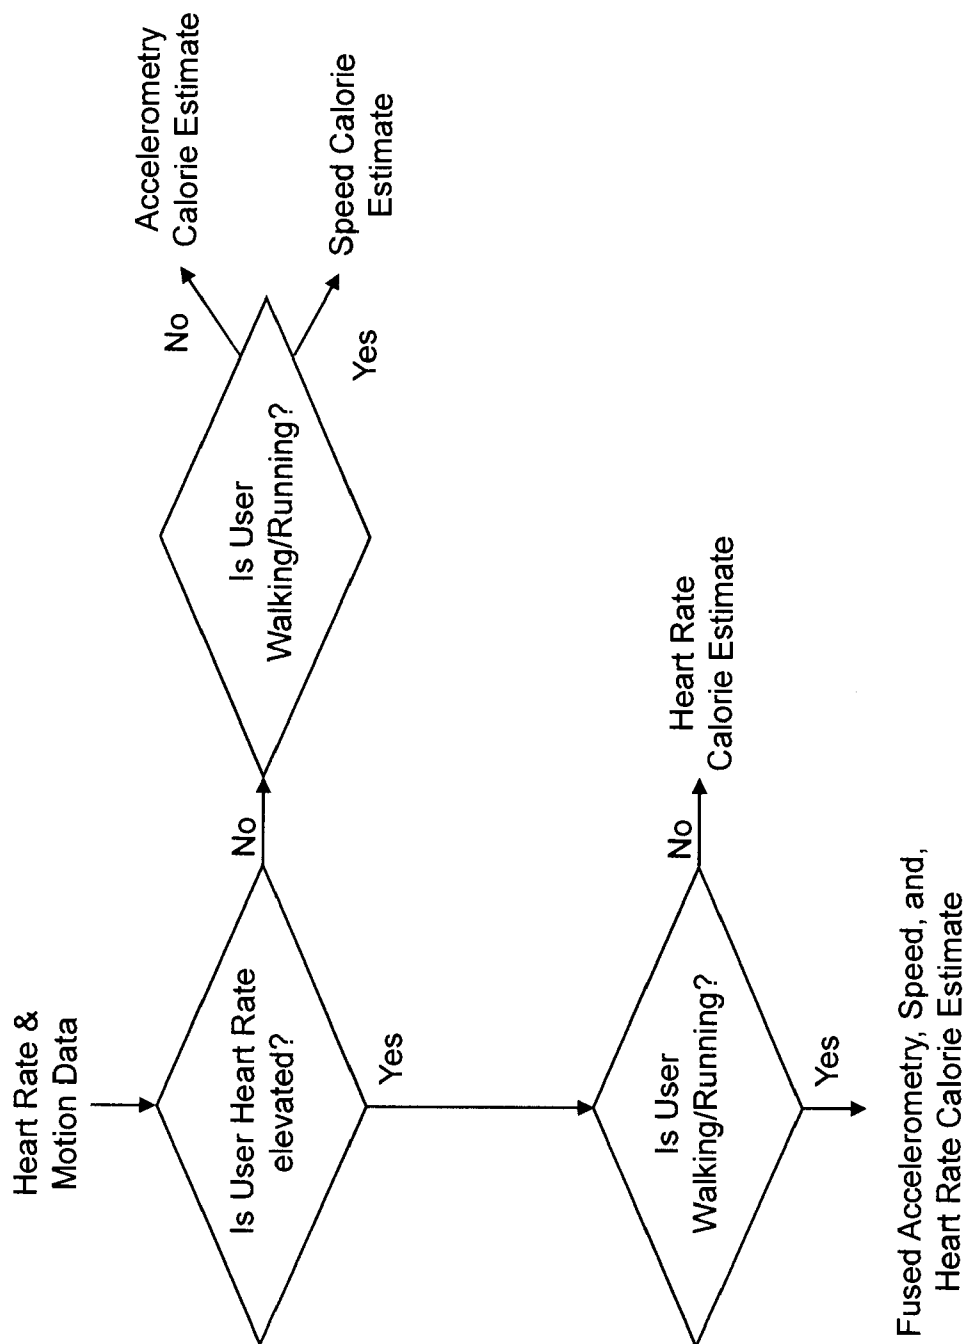 Heart Rate &
Motion Data
Is User Heart Rate
elevated?
No
Yes
Is User
Walking/Running?
No
Accelerometry
Calorie Estimate
Yes
Speed Calorie
Estimate
Is User
Walking/Running?
No
Heart Rate
Calorie Estimate
Yes
Fused Accelerometry, Speed, and,
Heart Rate Calorie Estimate